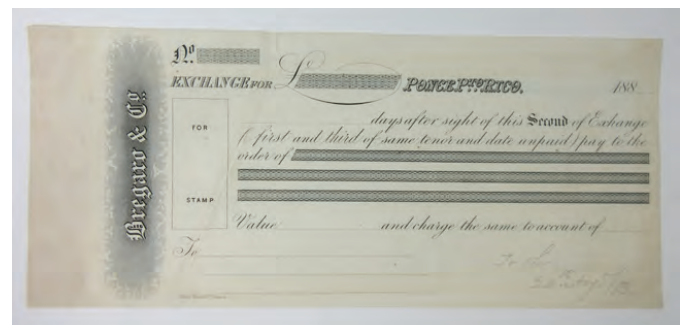 Bregaro & Co.
No.
EXCHANGE FOR £ PONCE, Pto. RICO. 188
FOR
STAMP
days after sight of this Second of Exchange
(first and third of same tenor and date unpaid) pay to the
order of
Value and charge the same to account of
To